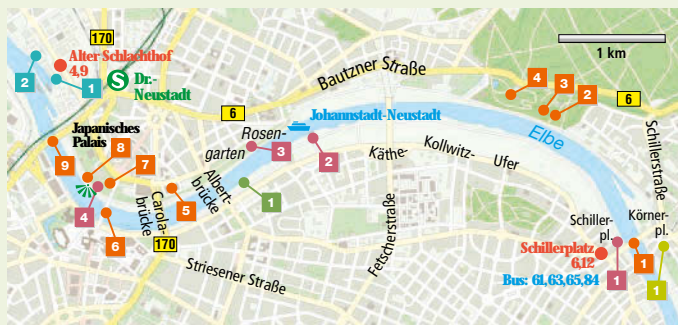 170
Alter Schlachthof
4,9
2
1
S
Dr.-
Neustadt
1 km
Bautzner Straße
4
3
2
6
6
Johannstadt-Neustadt
Elbe
Schillerstraße
Japanisches
Palais
Rosen-
garten
3
2
Käthe-
Kollwitz-
Ufer
9
8
7
4
5
6
Carola-
brücke
Albert-
brücke
1
170
Striesener Straße
Fetscherstraße
Schiller-
pl.
Körner-
pl.
Schillerplatz
6,12
Bus: 61,63,65,84
1
1
1